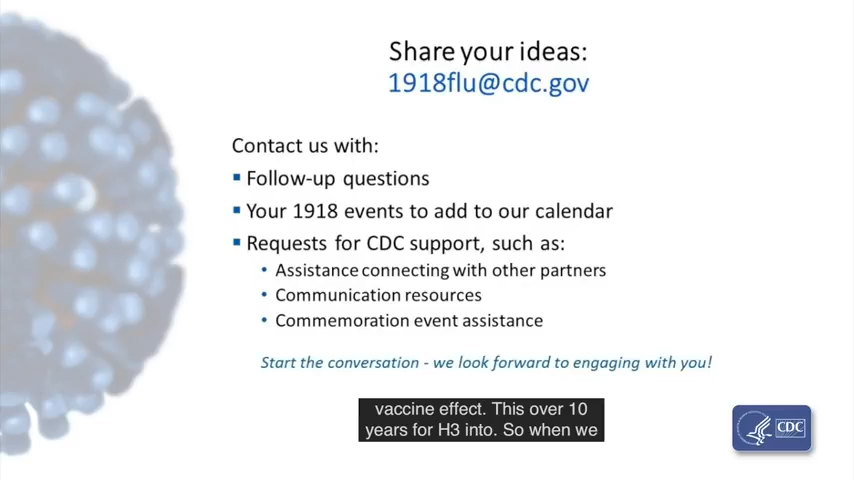 Share your ideas:
1918flu@cdc.gov
Contact us with:
▪ Follow-up questions
▪ Your 1918 events to add to our calendar
▪ Requests for CDC support, such as:
• Assistance connecting with other partners
• Communication resources
• Commemoration event assistance
Start the conversation - we look forward to engaging with you!
vaccine effect. This over 10
years for H3 into. So when we
CDC